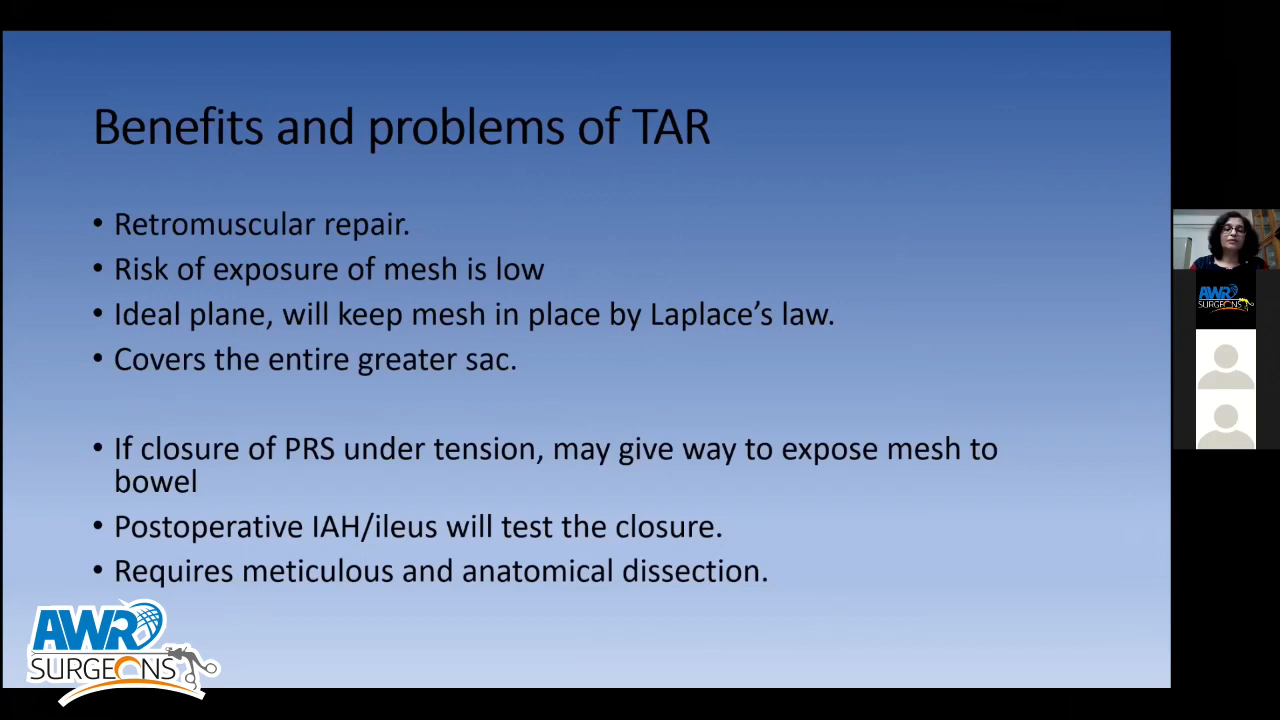 Benefits and problems of TAR
• Retromuscular repair.
• Risk of exposure of mesh is low
• Ideal plane, will keep mesh in place by Laplace’s law.
• Covers the entire greater sac.
• If closure of PRS under tension, may give way to expose mesh to
bowel
• Postoperative IAH/ileus will test the closure.
• Requires meticulous and anatomical dissection.
AWR
SURGEONS
AWR
SURGEONS